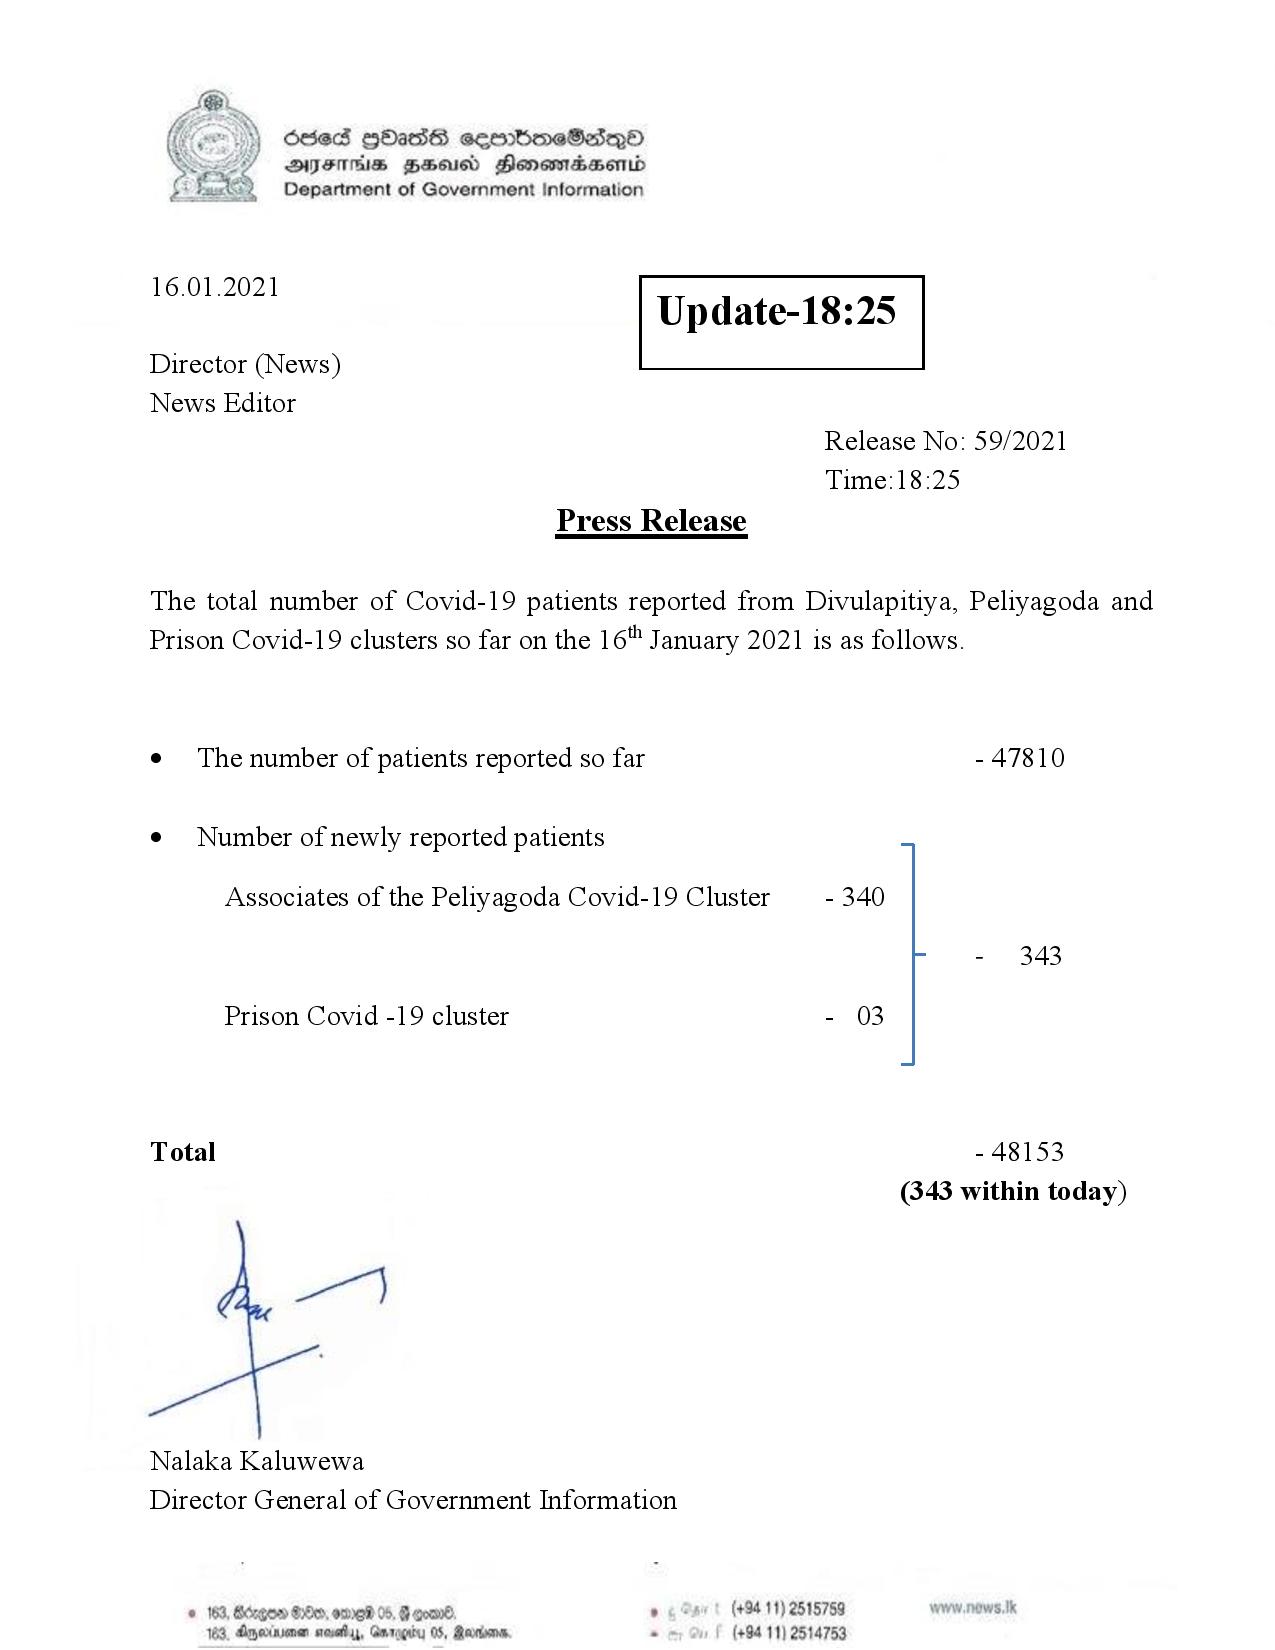 රජයේ ප්‍රවෘත්ති දෙපාර්තමේන්තුව
அரசாங்க தகவல் திணைக்களம்
Department of Government Information
16.01.2021
Update-18:25
Director (News)
News Editor
Release No: 59/2021
Time:18:25
Press Release
The total number of Covid-19 patients reported from Divulapitiya, Peliyagoda and
Prison Covid-19 clusters so far on the 16th January 2021 is as follows.
• The number of patients reported so far - 47810
• Number of newly reported patients
Associates of the Peliyagoda Covid-19 Cluster - 340
- 343
Prison Covid -19 cluster - 03
Total - 48153
(343 within today)
Nalaka Kaluwewa
Director General of Government Information
163, කිරුලපන මාවත, කොළඹ 05, ශ්‍රී ලංකාව.
(+94 11) 2515759
www.news.lk
163, கிருலப்பனை எவனியூ, கொழும்பு 05, இலங்கை.
(+94 11) 2514753